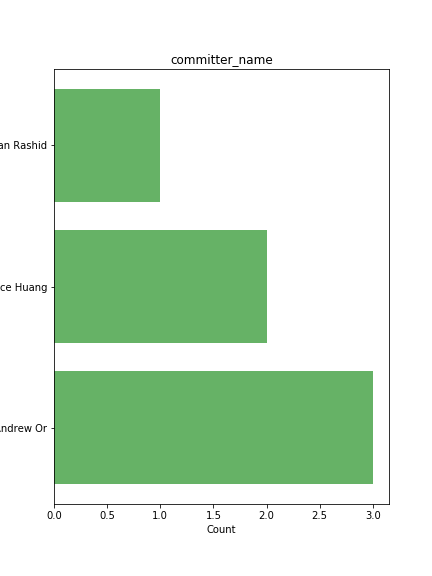 committer_name
an Rashid
ce Huang
Andrew Or
0.0 0.5 1.0 1.5 2.0 2.5 3.0
Count